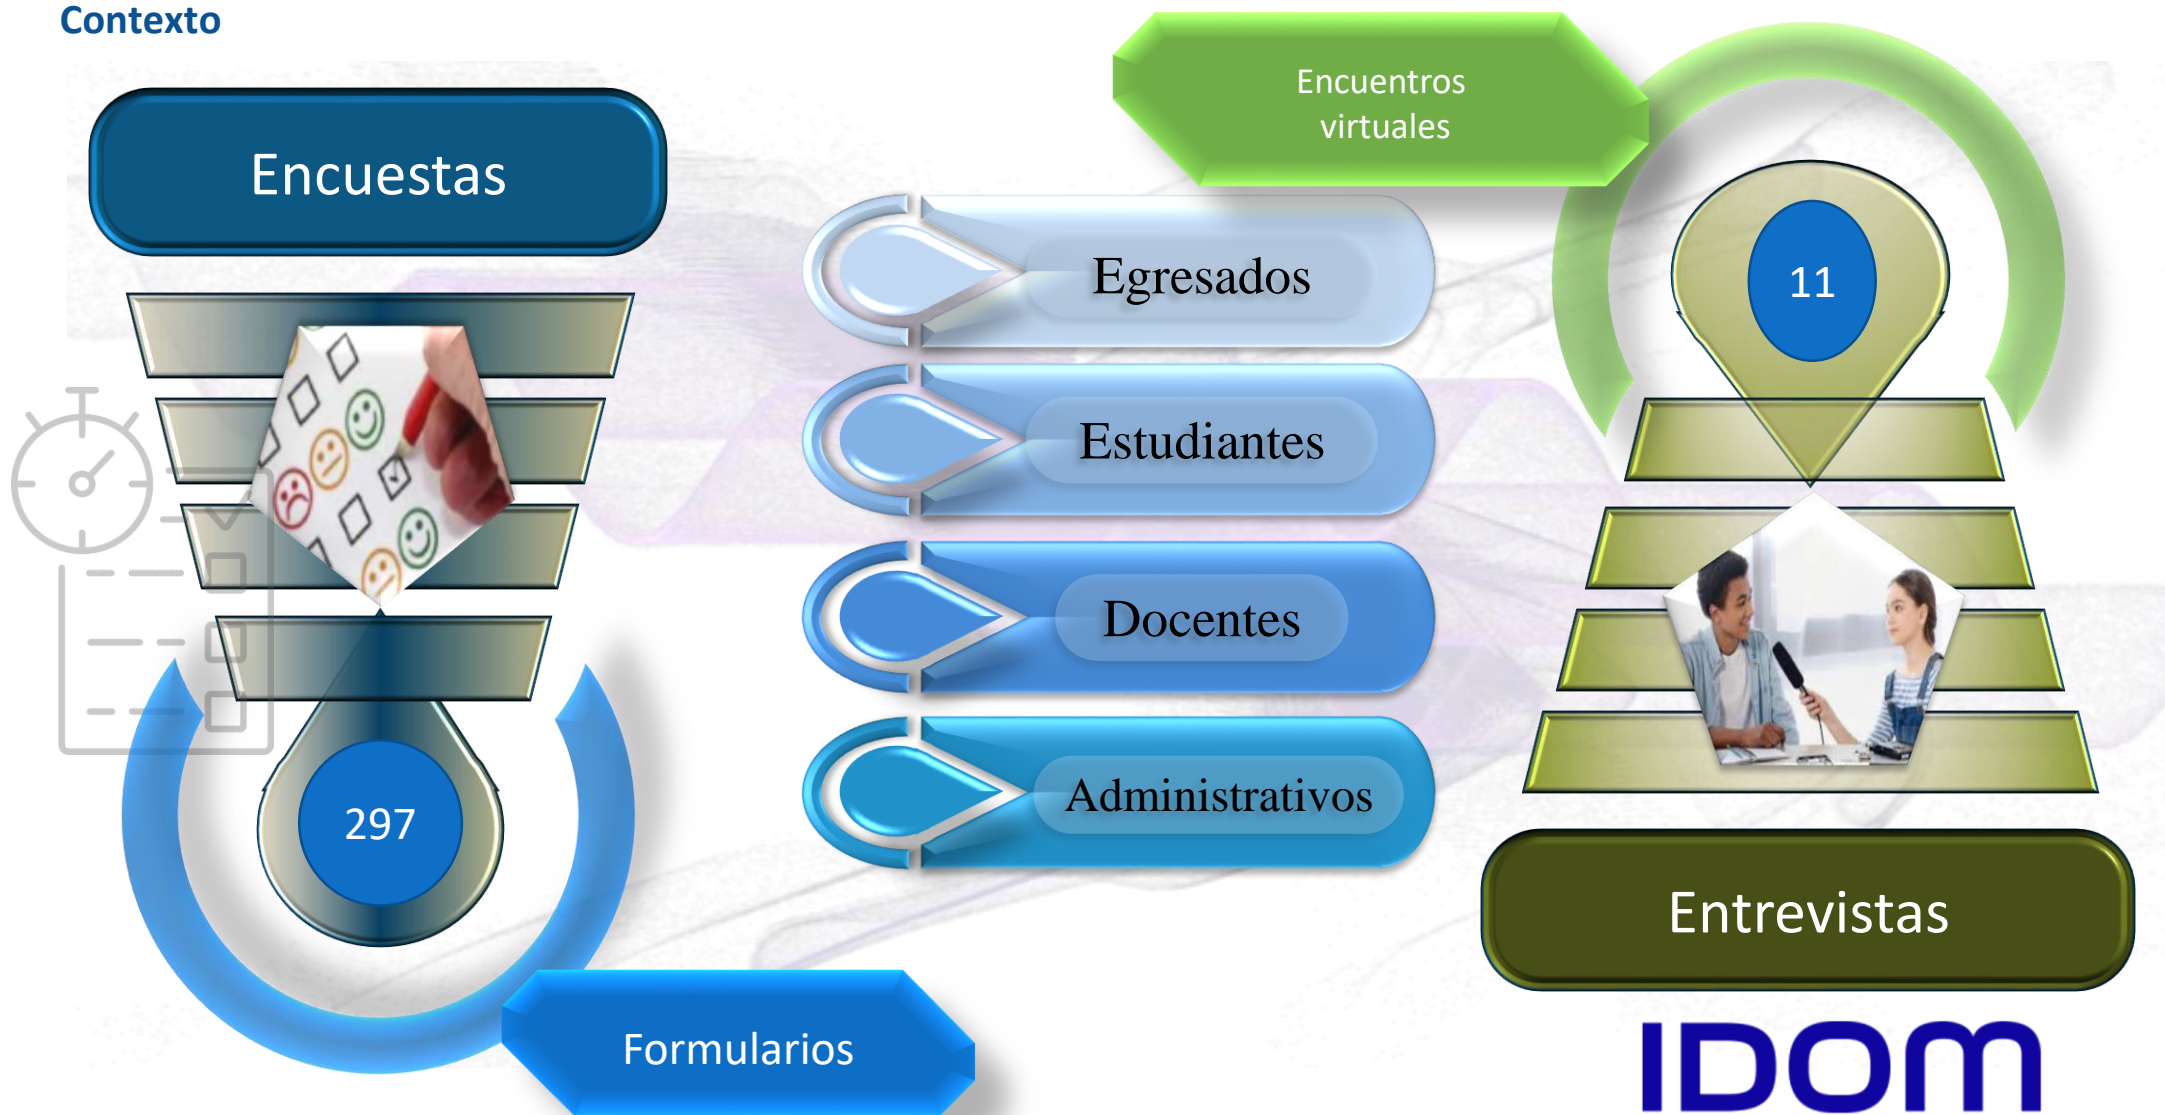 Contexto
Encuestas
297
Formularios
Egresados
Estudiantes
Docentes
Administrativos
Encuentros
virtuales
11
Entrevistas
IDOM